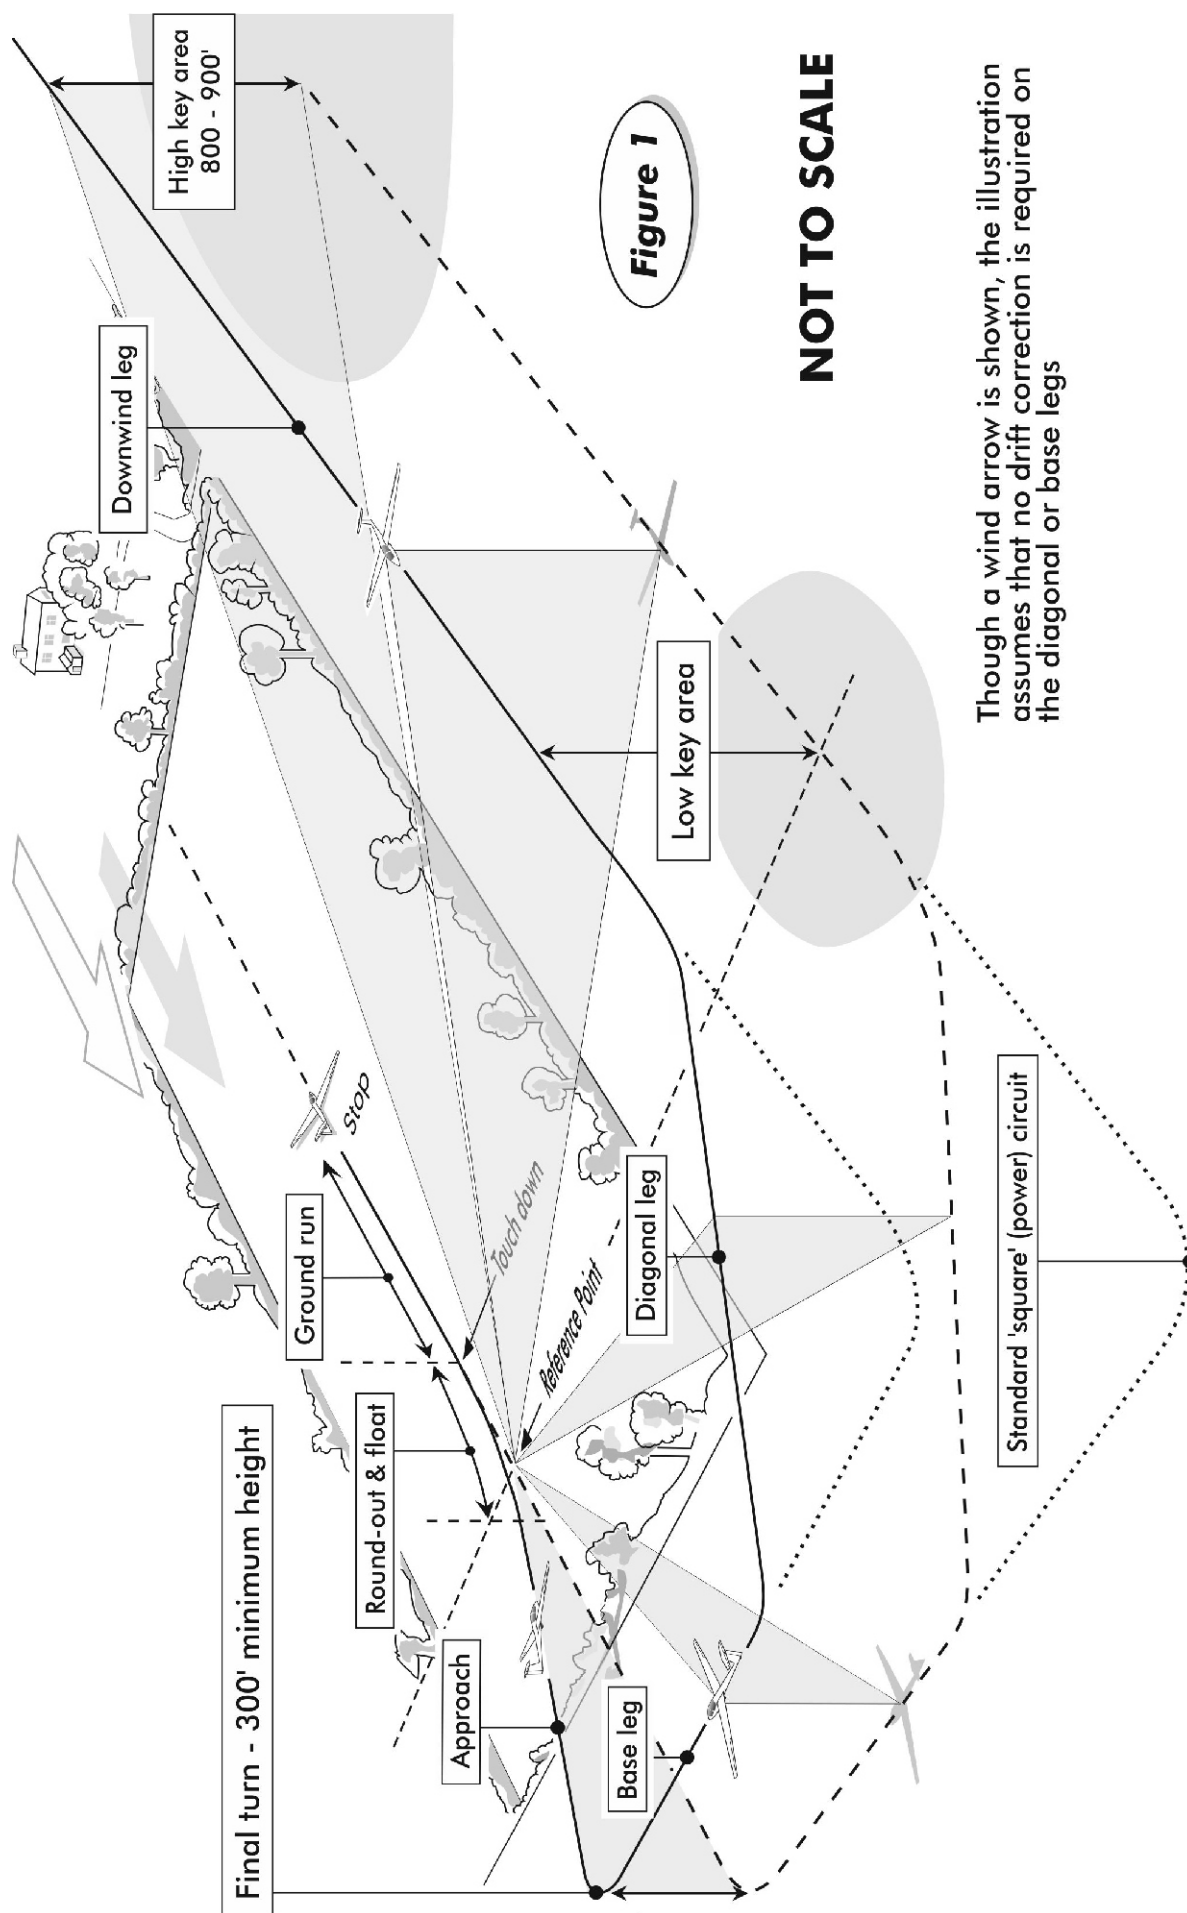 Final turn - 300' minimum height
Approach
Round-out & float
Ground run
Downwind leg
High key area
800 - 900'
Stop
Touch down
Reference Point
Base leg
Diagonal leg
Low key area
Figure 1
NOT TO SCALE
Standard 'square' (power) circuit
Though a wind arrow is shown, the illustration
assumes that no drift correction is required on
the diagonal or base legs